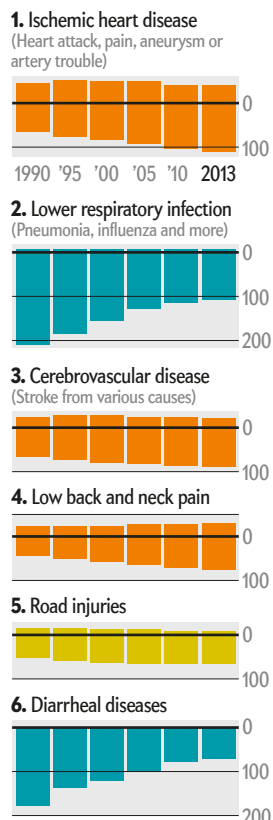 1. Ischemic heart disease
(Heart attack, pain, aneurysm or
artery trouble)
0
100
1990 '95 '00 '05 '10 2013
2. Lower respiratory infection
(Pneumonia, influenza and more)
0
100
200
3. Cerebrovascular disease
(Stroke from various causes)
0
100
4. Low back and neck pain
0
100
5. Road injuries
0
100
6. Diarrheal diseases
0
100
200